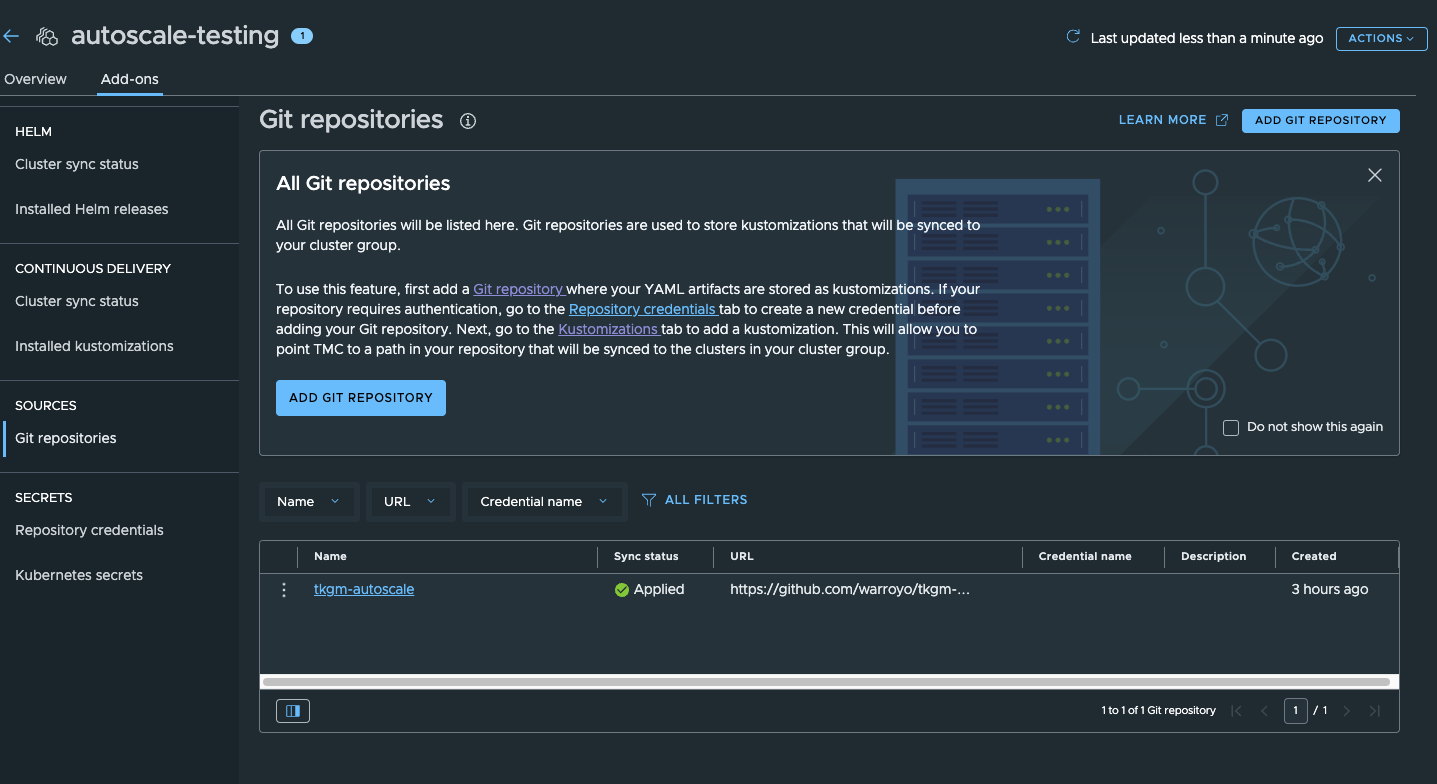 autoscale-testing 1
Last updated less than a minute ago
ACTIONS
Overview
Add-ons
HELM
Cluster sync status
Installed Helm releases
CONTINUOUS DELIVERY
Cluster sync status
Installed kustomizations
SOURCES
Git repositories
SECRETS
Repository credentials
Kubernetes secrets
Git repositories
LEARN MORE
ADD GIT REPOSITORY
All Git repositories
All Git repositories will be listed here. Git repositories are used to store kustomizations that will be synced to
your cluster group.
To use this feature, first add a Git repository where your YAML artifacts are stored as kustomizations. If your
repository requires authentication, go to the Repository credentials tab to create a new credential before
adding your Git repository. Next, go to the Kustomizations tab to add a kustomization. This will allow you to
point TMC to a path in your repository that will be synced to the clusters in your cluster group.
ADD GIT REPOSITORY
Do not show this again
Name
URL
Credential name
ALL FILTERS
Name Sync status URL Credential name Description Created
tkgm-autoscale Applied https://github.com/warroyo/tkgm-... 3 hours ago
1 to 1 of 1 Git repository 1 / 1